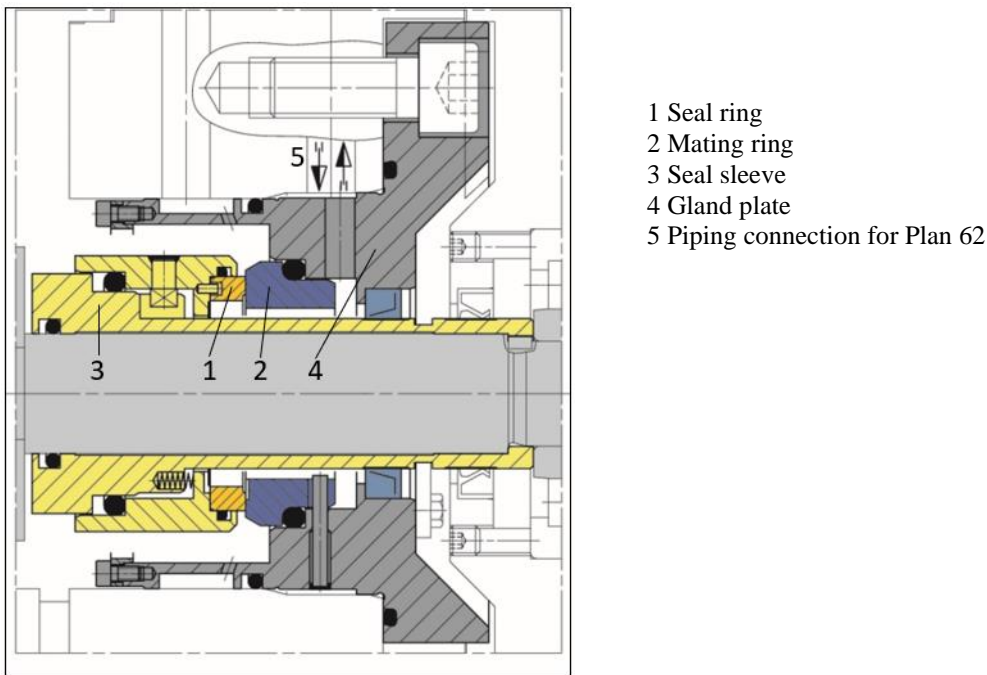 5
3
1
2
4
1 Seal ring
2 Mating ring
3 Seal sleeve
4 Gland plate
5 Piping connection for Plan 62